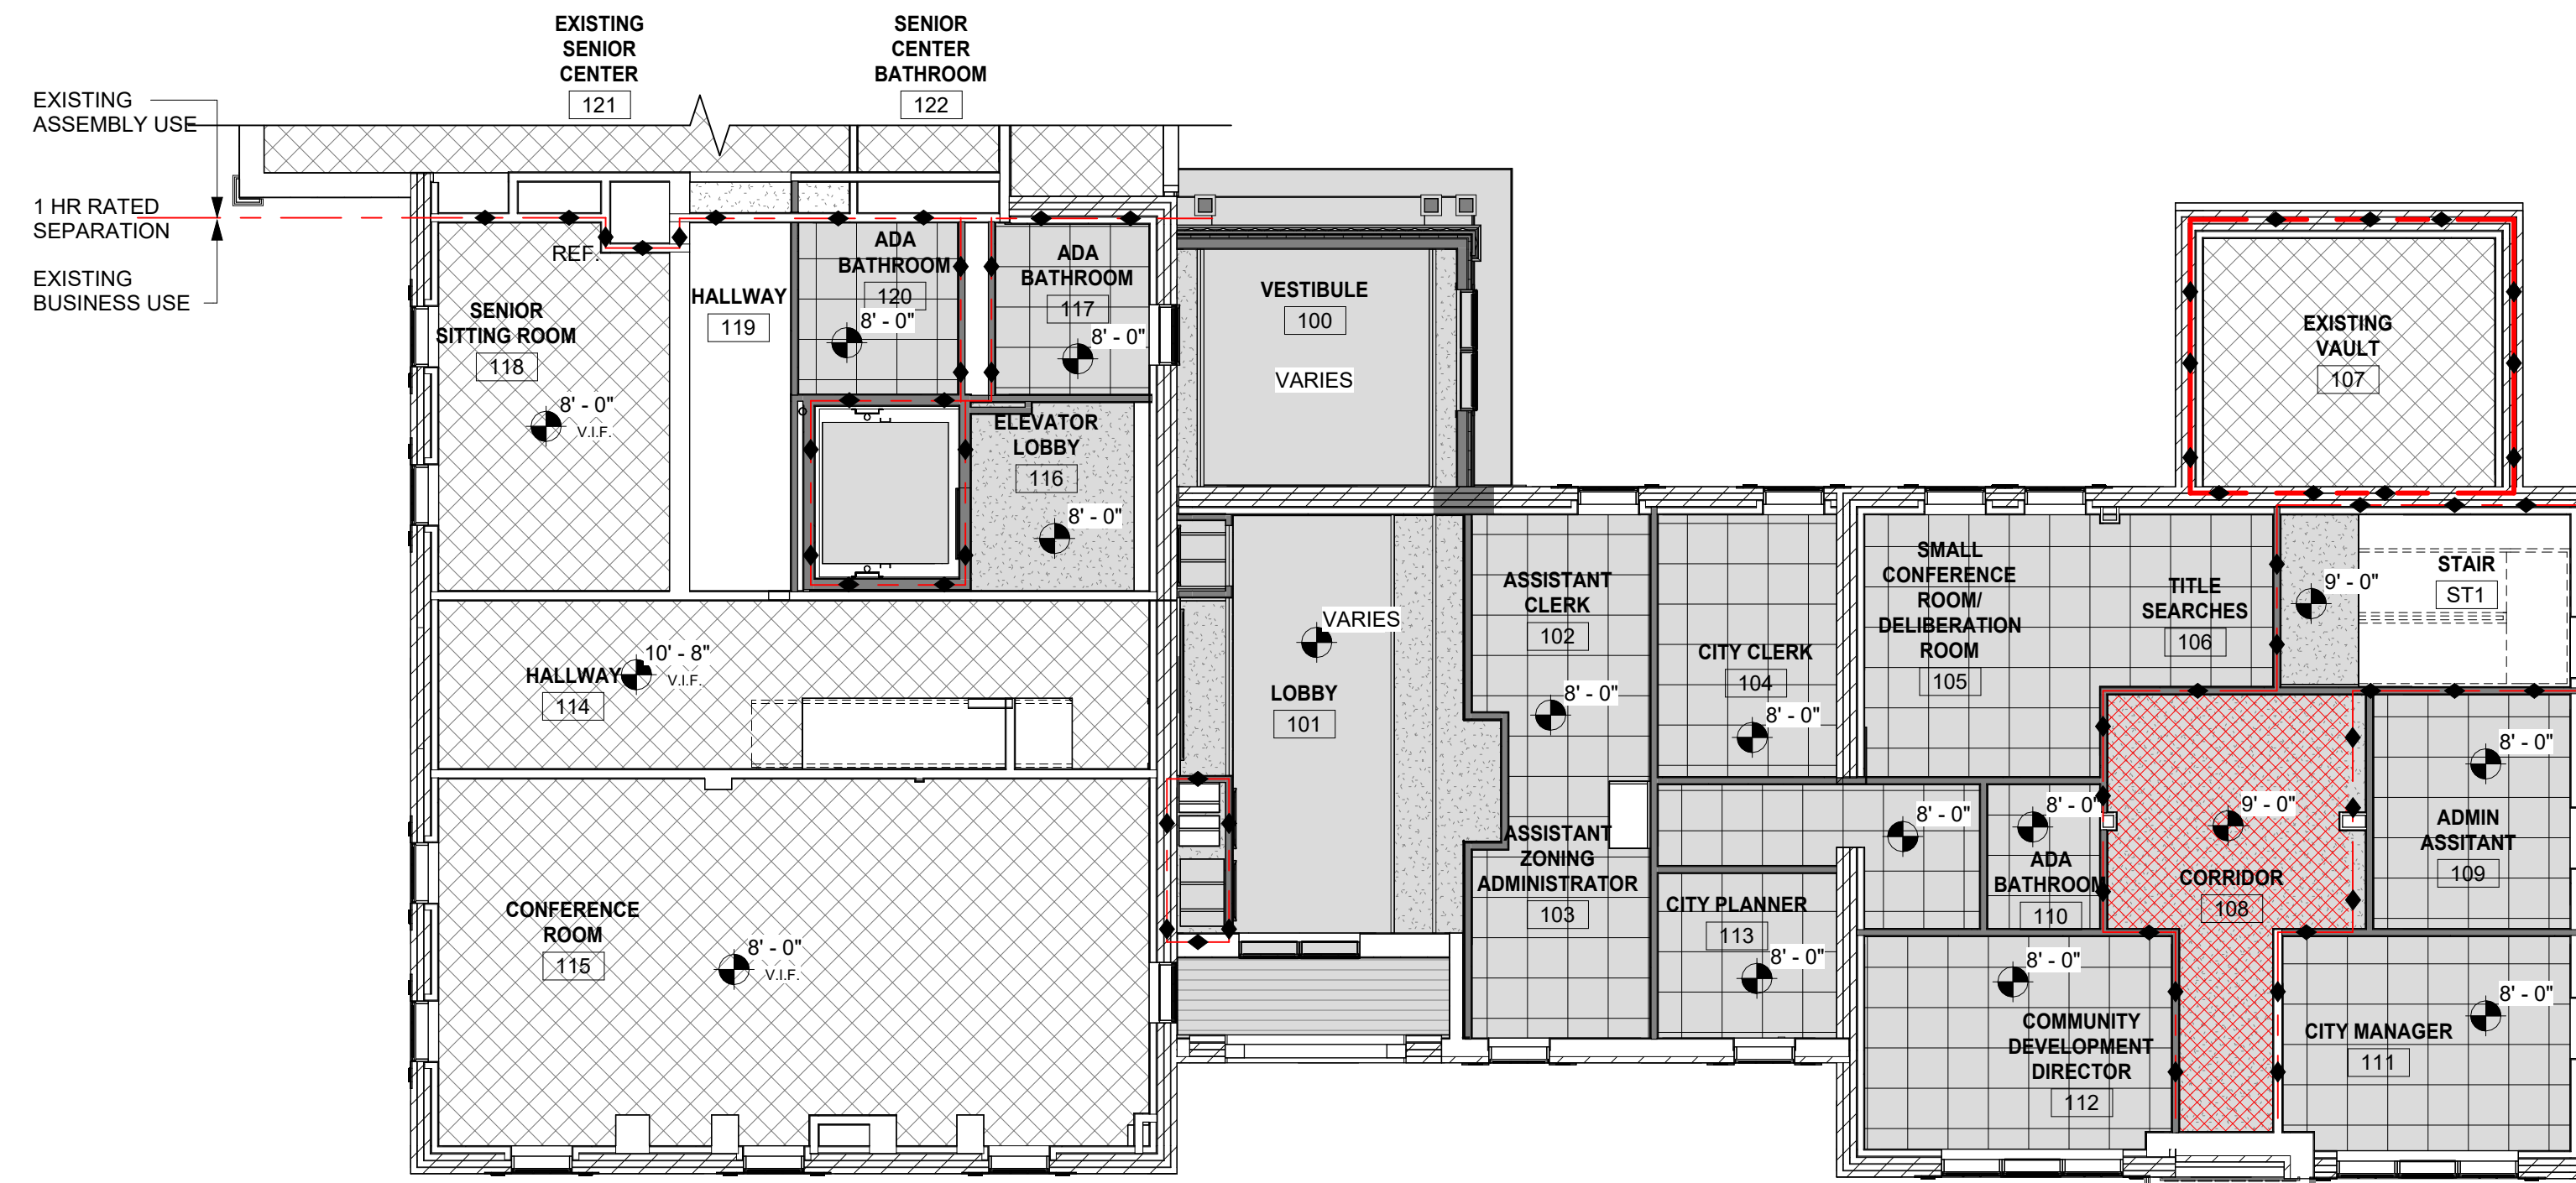 EXISTING
SENIOR
CENTER
121
SENIOR
CENTER
BATHROOM
122
EXISTING
ASSEMBLY USE
1 HR RATED
SEPARATION
EXISTING
BUSINESS USE
REF.
SENIOR
SITTING ROOM
118
8' - 0"
V.I.F.
HALLWAY
119
ADA
BATHROOM
120
8' - 0"
ADA
BATHROOM
117
8' - 0"
ELEVATOR
LOBBY
116
8' - 0"
VESTIBULE
100
VARIES
EXISTING
VAULT
107
HALLWAY
114
10' - 8"
V.I.F.
CONFERENCE
ROOM
115
8' - 0"
V.I.F.
VARIES
LOBBY
101
ASSISTANT
CLERK
102
8' - 0"
ASSISTANT
ZONING
ADMINISTRATOR
103
CITY CLERK
104
8' - 0"
CITY PLANNER
113
8' - 0"
SMALL
CONFERENCE
ROOM/
DELIBERATION
ROOM
105
TITLE
SEARCHES
106
8' - 0"
8' - 0"
ADA
BATHROOM
110
9' - 0"
STAIR
ST1
9' - 0"
CORRIDOR
108
8' - 0"
ADMIN
ASSITANT
109
8' - 0"
COMMUNITY
DEVELOPMENT
DIRECTOR
112
8' - 0"
CITY MANAGER
111